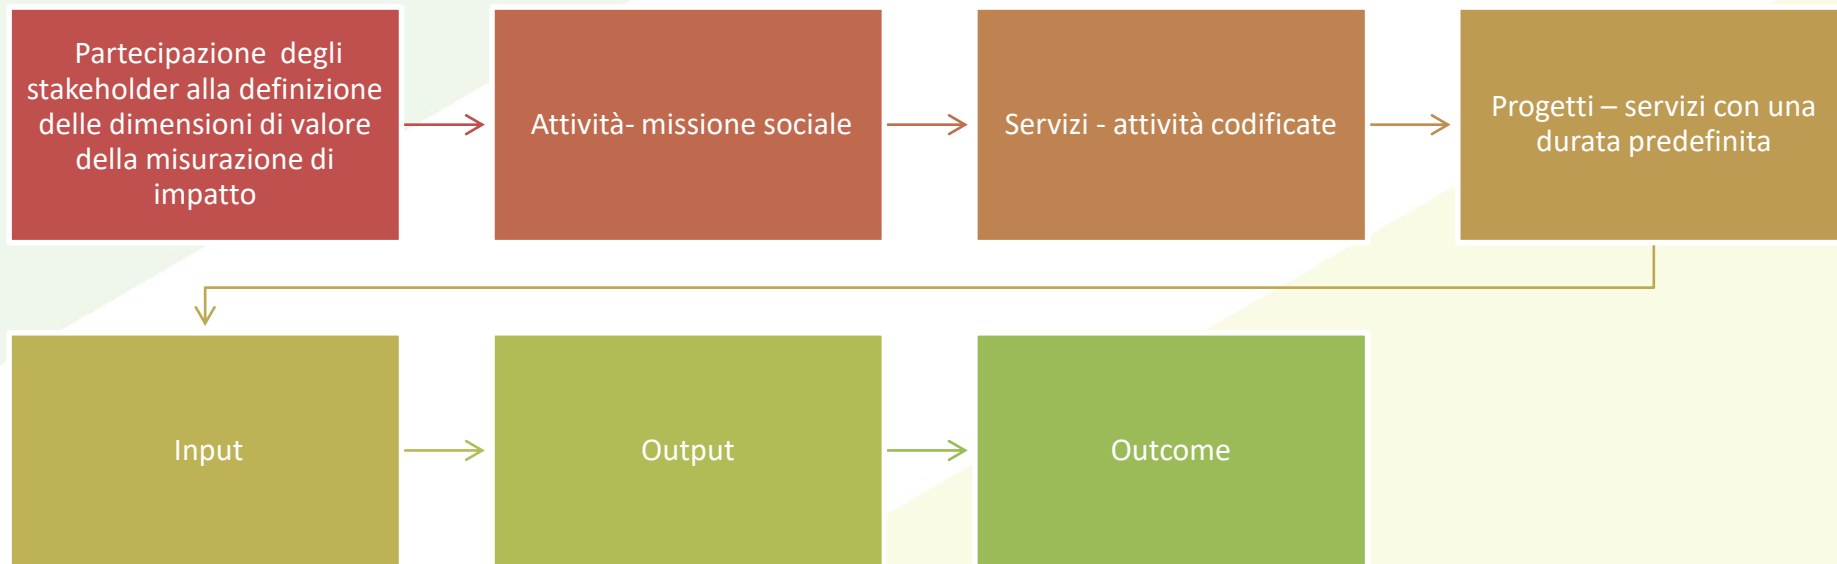 Partecipazione degli
stakeholder alla definizione
delle dimensioni di valore
della misurazione di
impatto
Attività- missione sociale
Servizi - attività codificate
Progetti – servizi con una
durata predefinita
Input
Output
Outcome